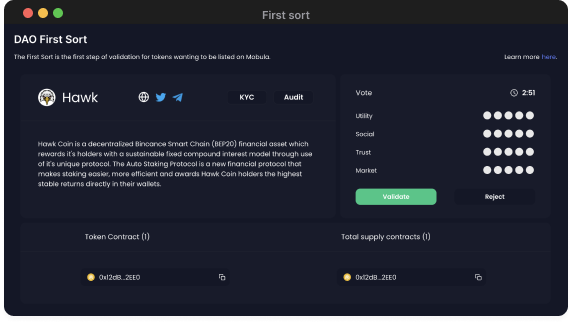 First sort
DAO First Sort
The First Sort is the first step of validation for tokens wanting to be listed on Mobula.
Learn more here.
Hawk
KYC
Audit
Hawk Coin is a decentralized Bincance Smart Chain (BEP20) financial asset which
rewards it's holders with a sustainable fixed compound interest model through use
of it's unique protocol. The Auto Staking Protocol is a new financial protocol that
makes staking easier, more efficient and awards Hawk Coin holders the highest
stable returns directly in their wallets.
Vote
2:51
Utility
Social
Trust
Market
Validate
Reject
Token Contract (1)
Total supply contracts (1)
0x12dB...2EE0
0x12dB...2EE0